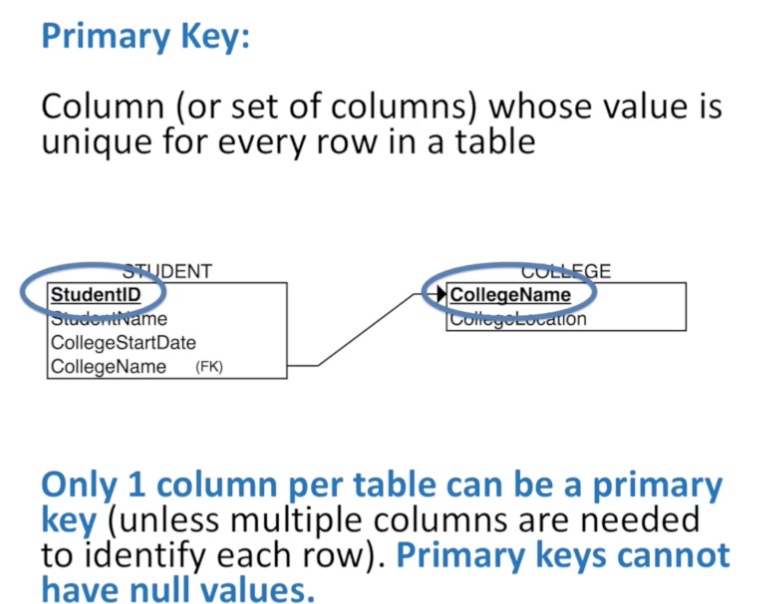 Primary Key:
Column (or set of columns) whose value is
unique for every row in a table
STUDENT
StudentID
StudentName
CollegeStartDate
CollegeName (FK)
COLLEGE
CollegeName
CollegeLocation
Only 1 column per table can be a primary
key (unless multiple columns are needed
to identify each row). Primary keys cannot
have null values.